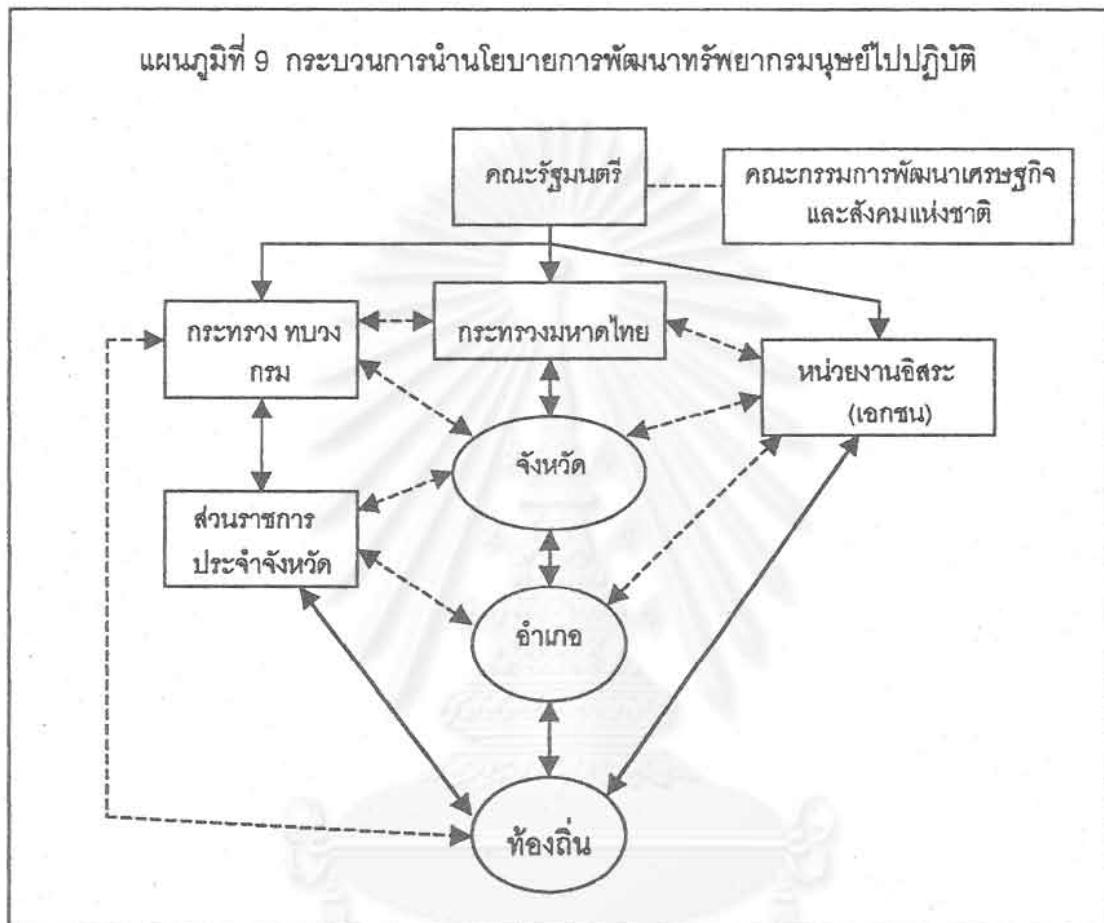 แผนภูมิที่ 9 กระบวนการนำนโยบายการพัฒนาทรัพยากรมนุษย์ไปปฏิบัติ
คณะรัฐมนตรี
คณะกรรมการพัฒนาเศรษฐกิจ
และสังคมแห่งชาติ
กระทรวง ทบวง
กรม
กระทรวงมหาดไทย
หน่วยงานอิสระ
(เอกชน)
จังหวัด
ส่วนราชการ
ประจำจังหวัด
อำเภอ
ท้องถิ่น